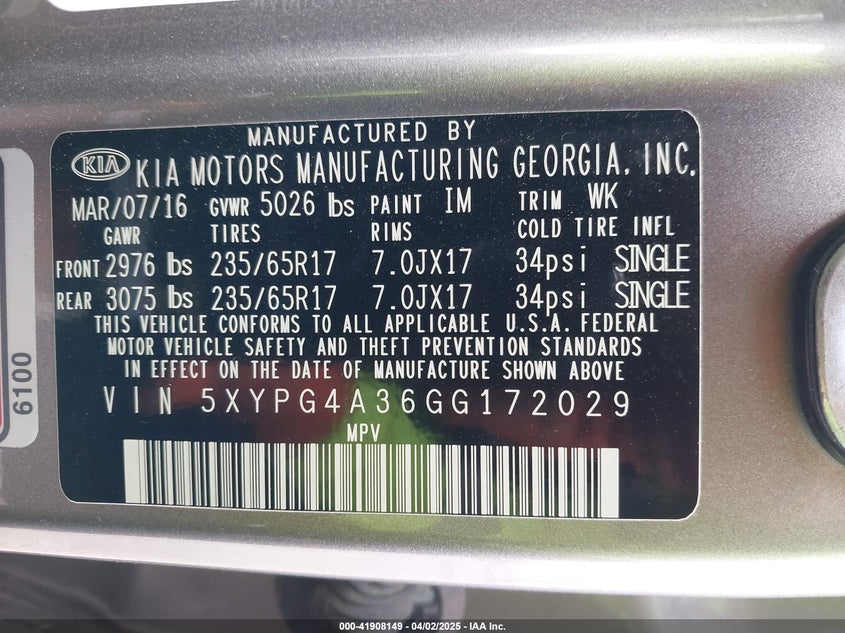 MANUFACTURED BY
KIA KIA MOTORS MANUFACTURING GEORGIA, INC.
MAR/07/16 GVWR 5026 lbs PAINT IM TRIM WK
GAWR TIRES RIMS COLD TIRE INFL
FRONT 2976 lbs 235/65R17 7.0JX17 34psi SINGLE
REAR 3075 lbs 235/65R17 7.0JX17 34psi SINGLE
THIS VEHICLE CONFORMS TO ALL APPLICABLE U.S.A. FEDERAL
MOTOR VEHICLE SAFETY AND THEFT PREVENTION STANDARDS
IN EFFECT ON THE DATE OF MANUFACTURE SHOWN ABOVE
VIN 5XYPG4A36GG172029
MPV
6100
000-41908149 - 04/02/2025 - IAA Inc.